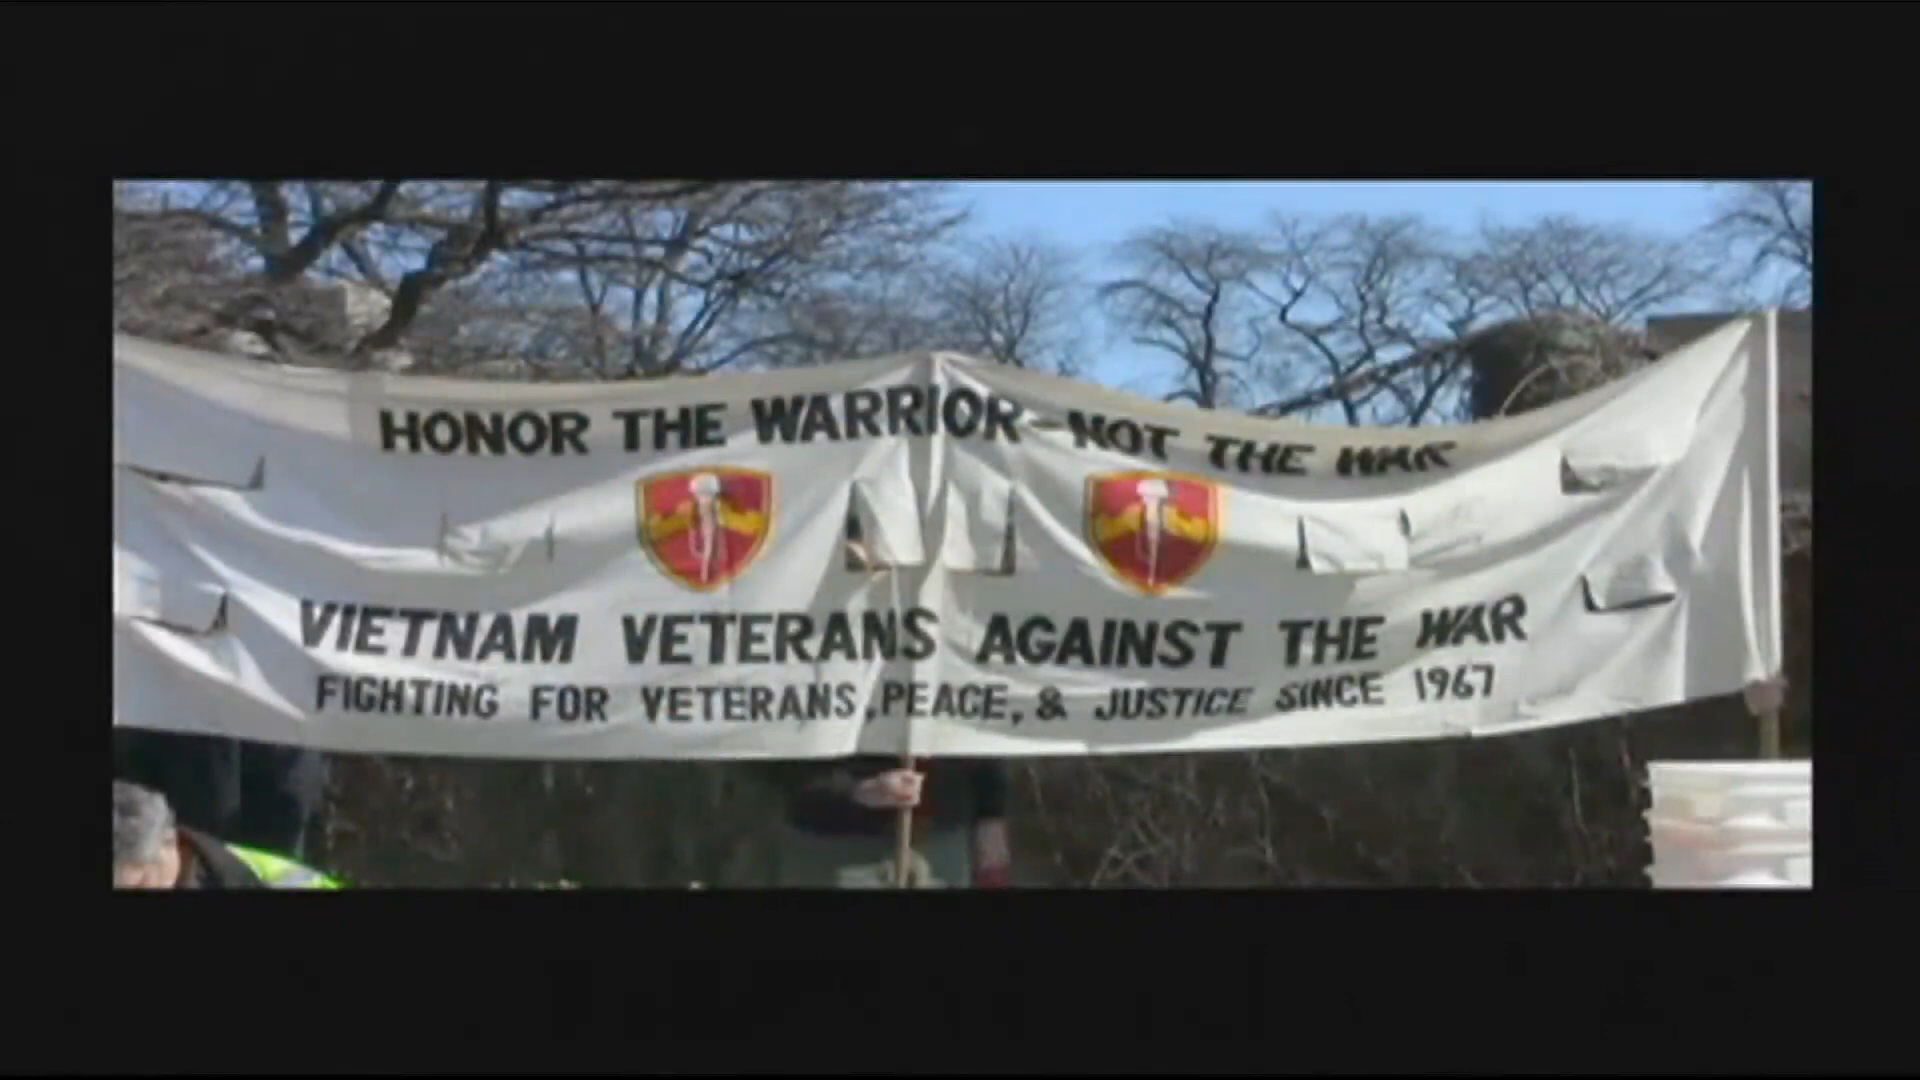 HONOR THE WARRIOR-NOT THE WAR
VIETNAM VETERANS AGAINST THE WAR
FIGHTING FOR VETERANS, PEACE, & JUSTICE SINCE 1967